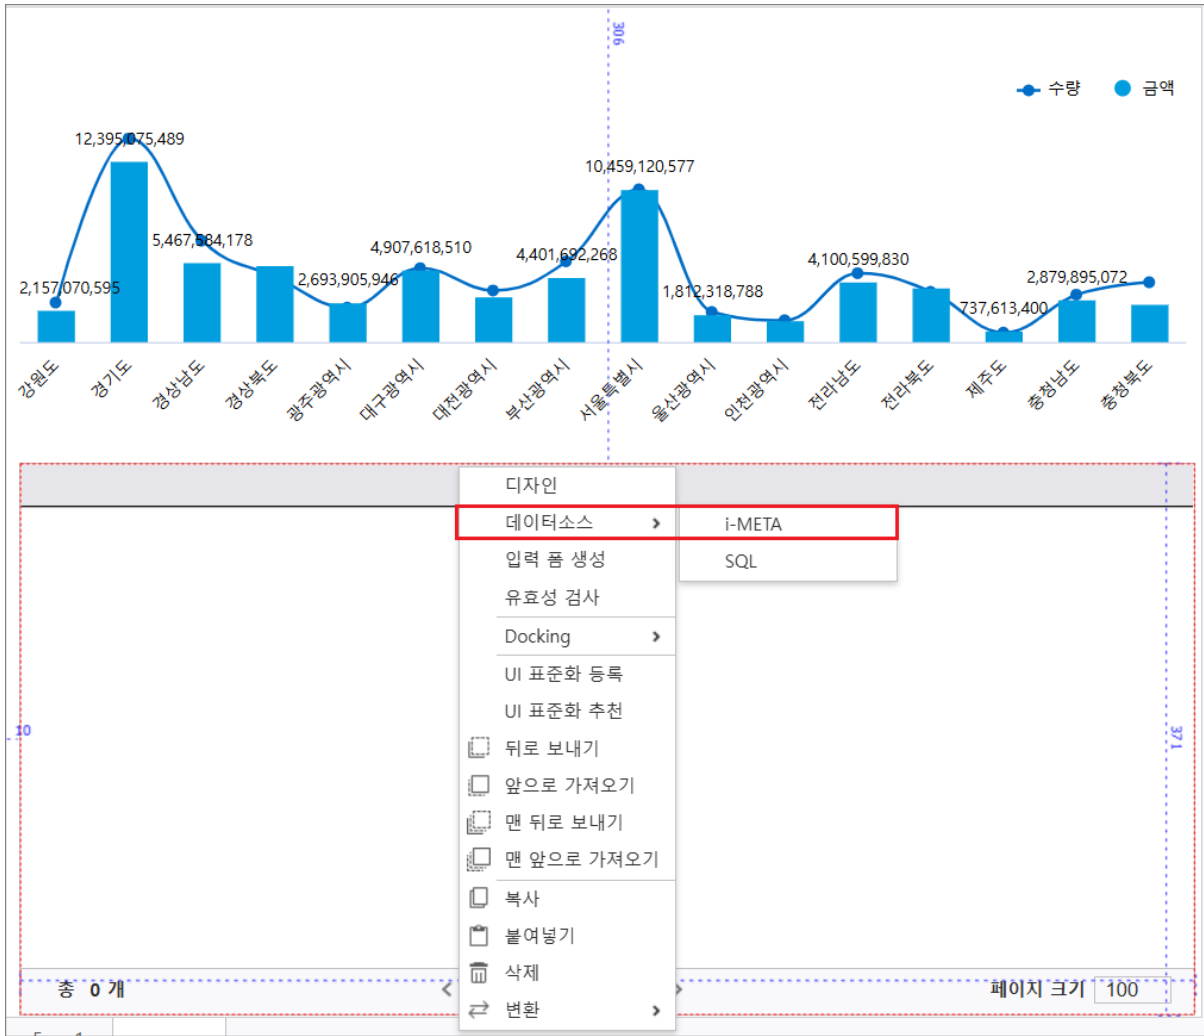 306
수량
금액
12,395,075,489
10,459,120,577
5,467,584,178
4,907,618,510
4,401,692,268
4,100,599,830
2,157,070,595
2,693,905,946
1,812,318,788
2,879,895,072
737,613,400
강원도
경기도
경상남도
경상북도
광주광역시
대구광역시
대전광역시
부산광역시
서울특별시
울산광역시
인천광역시
전라남도
전라북도
제주도
충청남도
충청북도
디자인
데이터소스
i-META
입력 폼 생성
SQL
유효성 검사
Docking
UI 표준화 등록
UI 표준화 추천
10
371
뒤로 보내기
앞으로 가져오기
맨 뒤로 보내기
맨 앞으로 가져오기
복사
붙여넣기
삭제
총 0 개
페이지 크기 100
변환